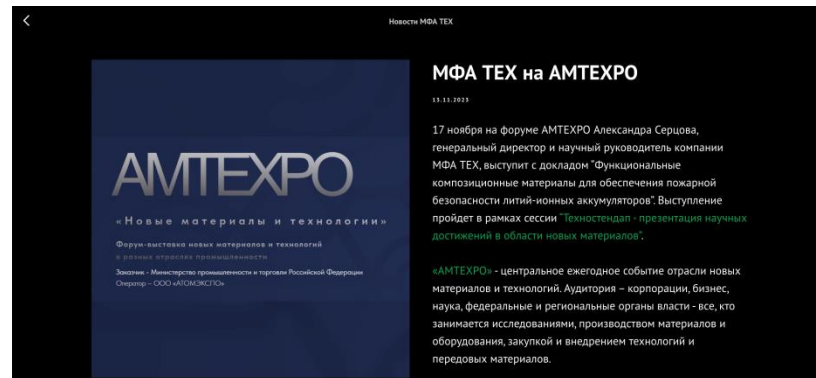 Новости МФА ТЕХ
AMTEXPO
«Новые материалы и технологии»
Форум-выставка новых материалов и технологий
в разных отраслях промышленности
Заказчик - Министерство промышленности и торговли Российской Федерации
Оператор – ООО «АТОМЭКСПО»
МФА ТЕХ на AMTEXPO
13.11.2023
17 ноября на форуме AMTEXPO Александра Серцова,
генеральный директор и научный руководитель компании
МФА ТЕХ, выступит с докладом "Функциональные
композиционные материалы для обеспечения пожарной
безопасности литий-ионных аккумуляторов". Выступление
пройдет в рамках сессии "Техностендап - презентация научных
достижений в области новых материалов".
«AMTEXPO» - центральное ежегодное событие отрасли новых
материалов и технологий. Аудитория – корпорации, бизнес,
наука, федеральные и региональные органы власти - все, кто
занимается исследованиями, производством материалов и
оборудования, закупкой и внедрением технологий и
передовых материалов.